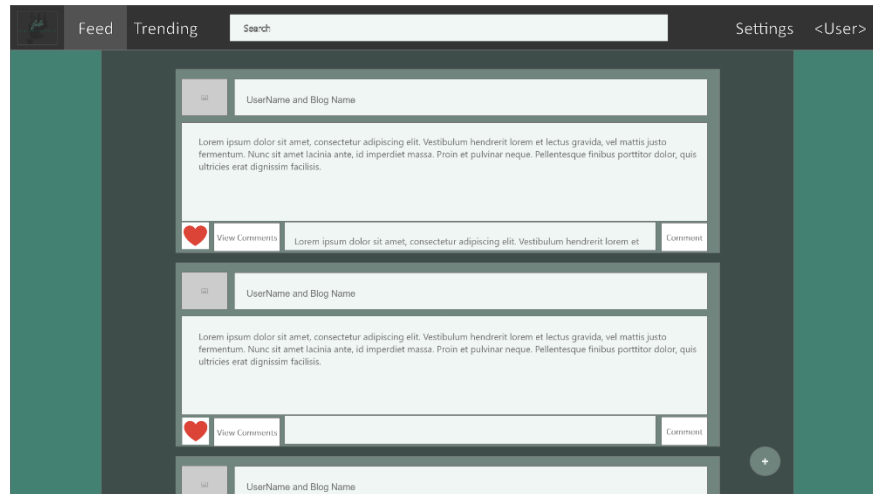 Feed Trending Search Settings <User>
UserName and Blog Name
Lorem ipsum dolor sit amet, consectetur adipiscing elit. Vestibulum hendrerit lorem et lectus gravida, vel mattis justo
fermentum. Nunc sit amet lacinia ante, id imperdiet massa. Proin et pulvinar neque. Pellentesque finibus porttitor dolor, quis
ultricies erat dignissim facilisis.
View Comments Lorem ipsum dolor sit amet, consectetur adipiscing elit. Vestibulum hendrerit lorem et Comment
UserName and Blog Name
Lorem ipsum dolor sit amet, consectetur adipiscing elit. Vestibulum hendrerit lorem et lectus gravida, vel mattis justo
fermentum. Nunc sit amet lacinia ante, id imperdiet massa. Proin et pulvinar neque. Pellentesque finibus porttitor dolor, quis
ultricies erat dignissim facilisis.
View Comments Comment
+
UserName and Blog Name